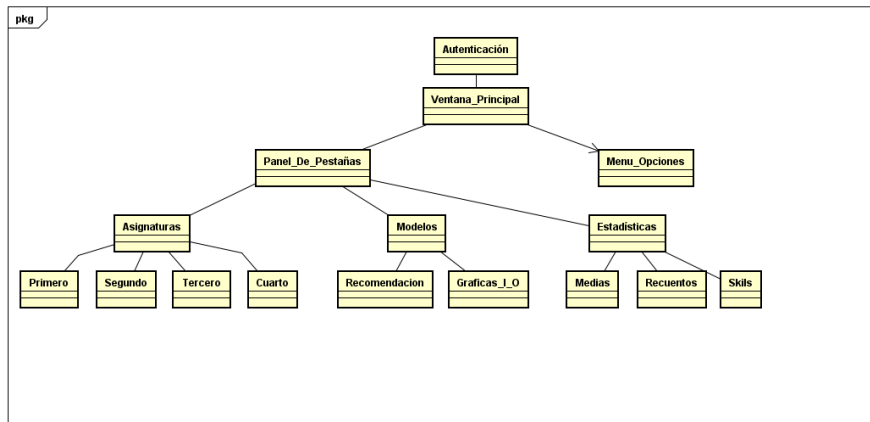 pkg
Autenticación
Ventana_Principal
Panel_De_Pestañas
Menu_Opciones
Asignaturas
Modelos
Estadísticas
Primero
Segundo
Tercero
Cuarto
Recomendacion
Graficas_I_O
Medias
Recuentos
Skils